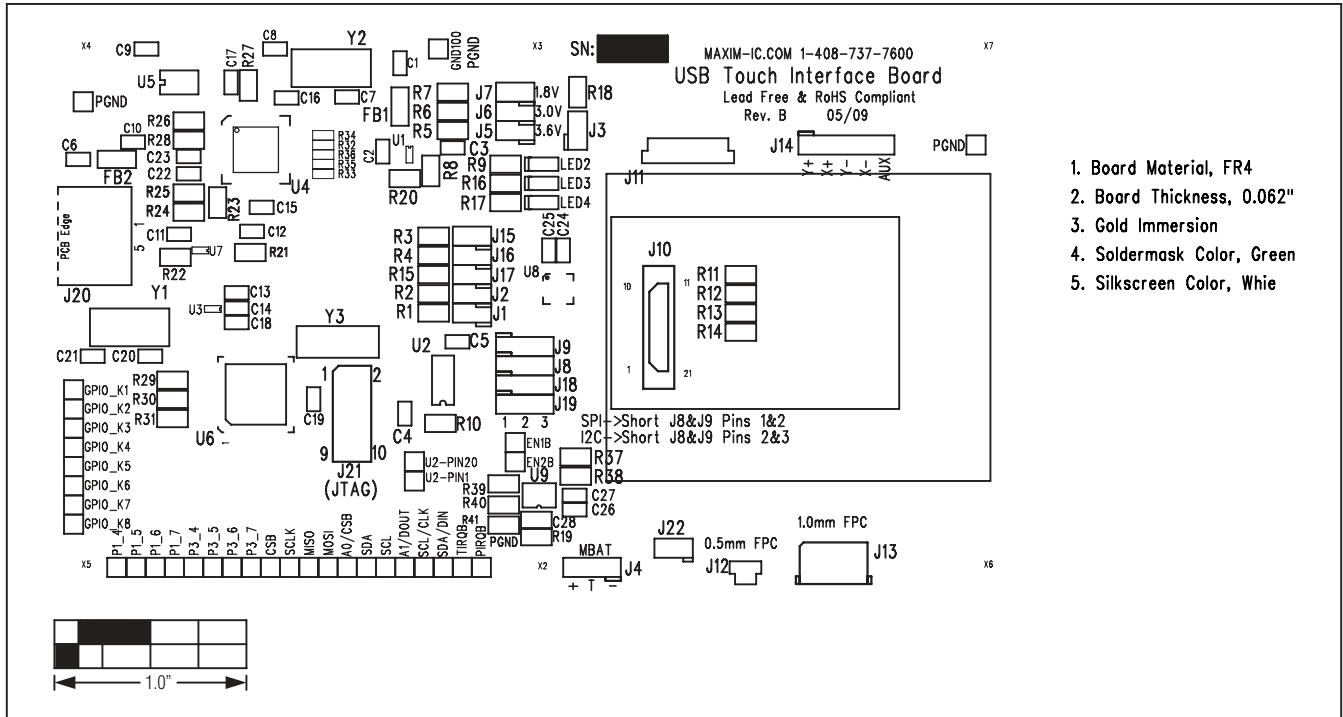 X4
C9
C8
Y2
C17
R27
C1
GND100
PGND
X3
SN:
MAXIM-IC.COM 1-408-737-7600
X7
USB Touch Interface Board
Lead Free & RoHS Compliant
Rev. B 05/09
U5
PGND
C16
C7
FB1
R7
R6
R5
J7
J6
J5
1.8V
3.0V
3.6V
R18
J3
J14
Y+
X+
Y-
X-
AUX
PGND
C10
C6
FB2
R26
R28
C23
C22
R25
R24
R23
U4
R34
R32
R36
R35
R33
C2
U1
C3
R8
R20
R9
R16
R17
LED2
LED3
LED4
J11
PCB Edge
1
5
J20
C11
C15
C12
R22
U7
R21
R3
R4
R15
R2
R1
J15
J16
J17
J2
J1
C25
C24
U8
J10
10
11
1
21
R11
R12
R13
R14
Y1
U3
C13
C14
C18
Y3
C21
C20
U2
C5
J9
J8
J18
J19
1 2 3
SPI->Short J8&J9 Pins 1&2
I2C->Short J8&J9 Pins 2&3
GPIO_K1
GPIO_K2
GPIO_K3
GPIO_K4
GPIO_K5
GPIO_K6
GPIO_K7
GPIO_K8
R29
R30
R31
U6
C19
1
2
9
10
J21
(JTAG)
C4
R10
U2-PIN20
U2-PIN1
EN1B
EN2B
R37
R38
R39
R40
R41
PGND
U9
C27
C26
C28
R19
P1_4
P1_5
P1_6
P1_7
P3_4
P3_5
P3_6
P3_7
CSB
SCLK
MISO
MOSI
A0/CSB
SDA
SCL
A1/DOUT
SCL/CLK
SDA/DIN
TIRQB
PIRQB
X5
X2
MBAT
J4
+ T -
J22
0.5mm FPC
J12
1.0mm FPC
J13
X6
1.0"
1. Board Material, FR4
2. Board Thickness, 0.062"
3. Gold Immersion
4. Soldermask Color, Green
5. Silkscreen Color, Whie